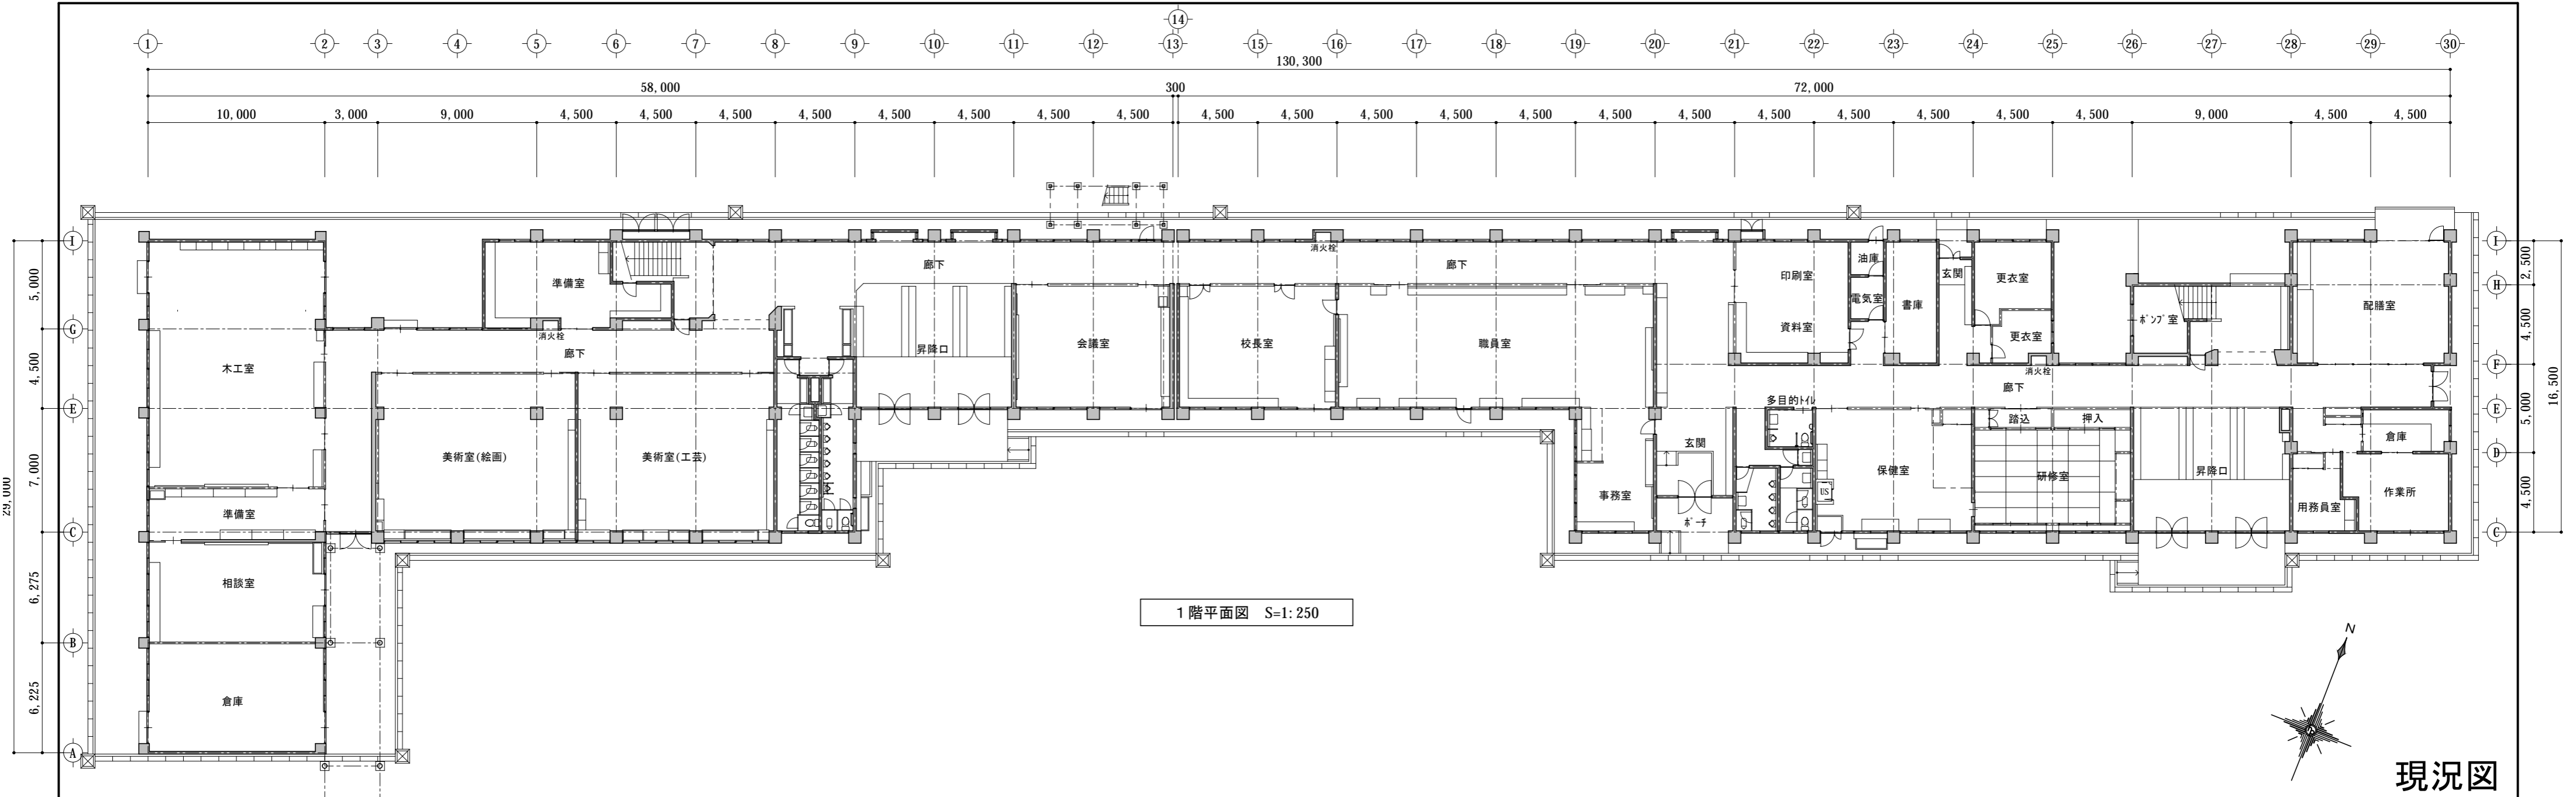 14
1 2 3 4 5 6 7 8 9 10 11 12 13 15 16 17 18 19 20 21 22 23 24 25 26 27 28 29 30
130,300
58,000 300 72,000
10,000 3,000 9,000 4,500 4,500 4,500 4,500 4,500 4,500 4,500 4,500 4,500 4,500 4,500 4,500 4,500 4,500 4,500 4,500 4,500 4,500 4,500 4,500 9,000 4,500 4,500
I I
消火栓
廊下 廊下
準備室
印刷室
油庫
玄関
更衣室
5,000
2,500
H
電気室
書庫
配膳室
G
消火栓
資料室
ポンプ室
更衣室
4,500
4,500
廊下
昇降口
会議室
校長室
職員室
木工室
F
消火栓
廊下
16,500
E E
多目的トイレ
踏込
押入
5,000
倉庫
玄関
D
美術室(絵画)
美術室(工芸)
7,000
保健室
研修室
昇降口
US
事務室
作業所
用務員室
4,500
準備室
ポーチ
C C
29,000
相談室
6,275
1階平面図 S=1:250
B
N
6,225
倉庫
A
現況図